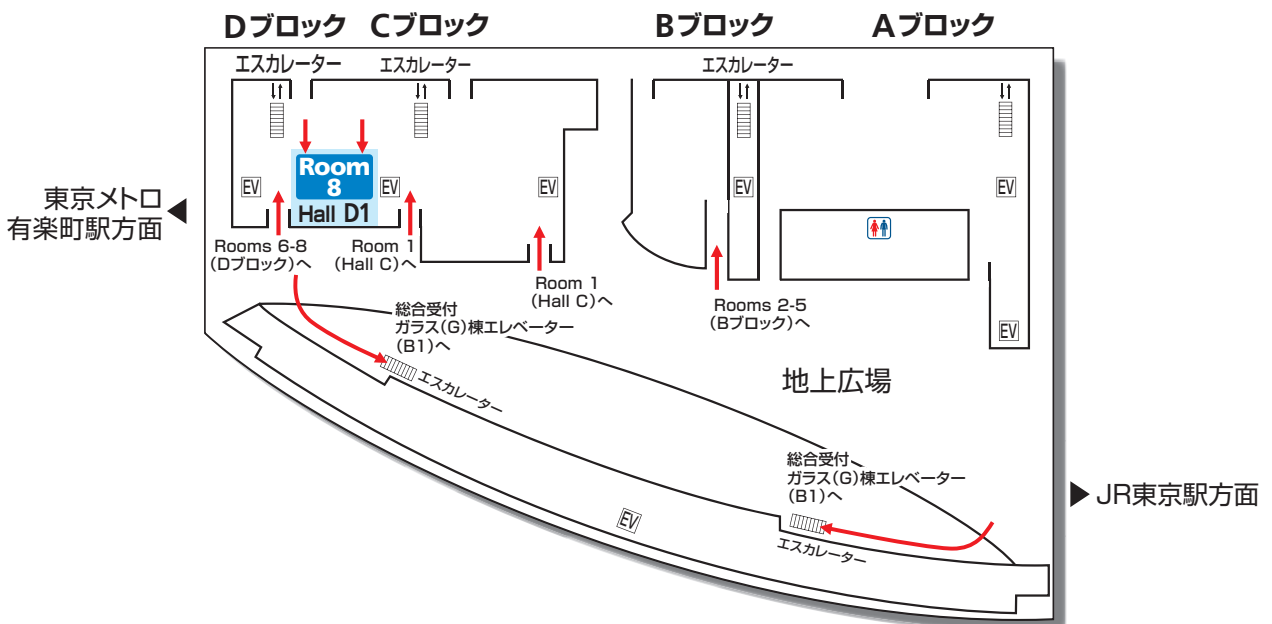 Dブロック
Cブロック
Bブロック
Aブロック
エスカレーター
エスカレーター
エスカレーター
Room
8
Hall D1
EV
EV
EV
EV
EV
東京メトロ
有楽町駅方面
Rooms 6-8
(Dブロック)へ
Room 1
(Hall C)へ
Room 1
(Hall C)へ
Rooms 2-5
(Bブロック)へ
総合受付
ガラス(G)棟エレベーター
(B1)へ
エスカレーター
EV
地上広場
総合受付
ガラス(G)棟エレベーター
(B1)へ
エスカレーター
EV
JR東京駅方面